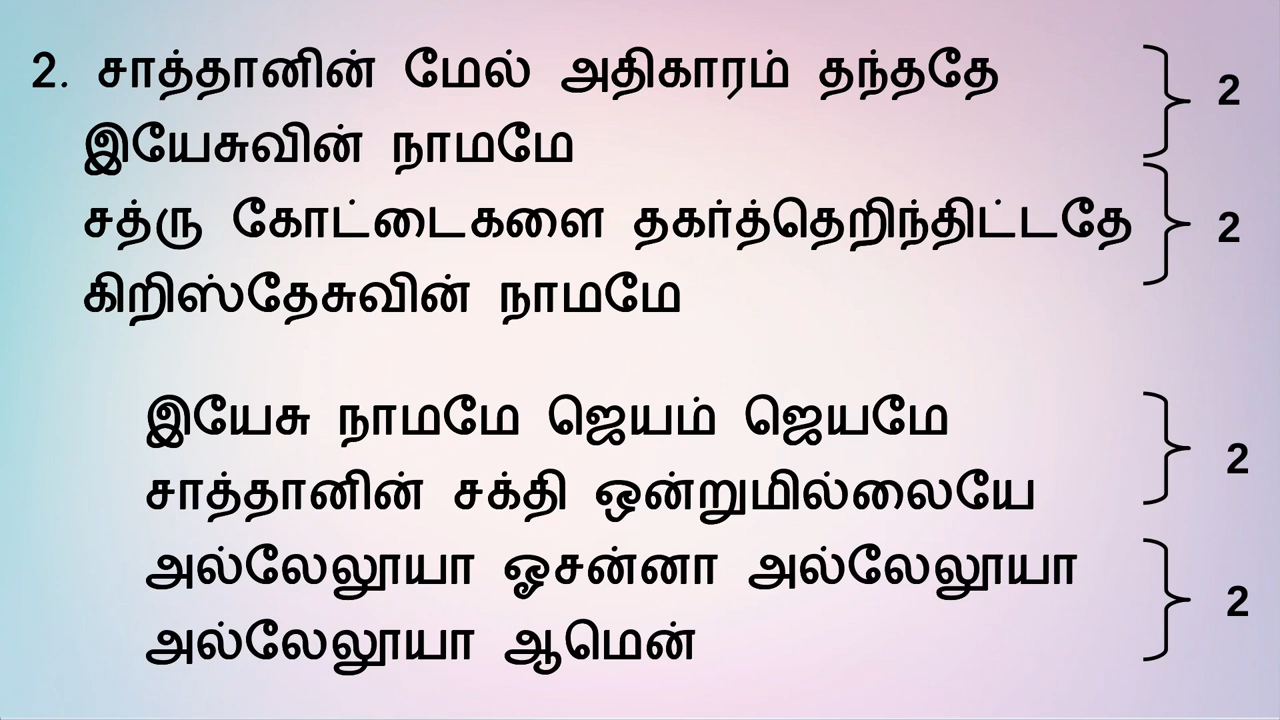 2. சாத்தானின் மேல் அதிகாரம் தந்ததே
இயேசுவின் நாமமே
2
சத்ரு கோட்டைகளை தகர்த்தெறிந்திட்டதே
கிறிஸ்தேசுவின் நாமமே
2
இயேசு நாமமே ஜெயம் ஜெயமே
சாத்தானின் சக்தி ஒன்றுமில்லையே
2
அல்லேலூயா ஓசன்னா அல்லேலூயா
அல்லேலூயா ஆமென்
2